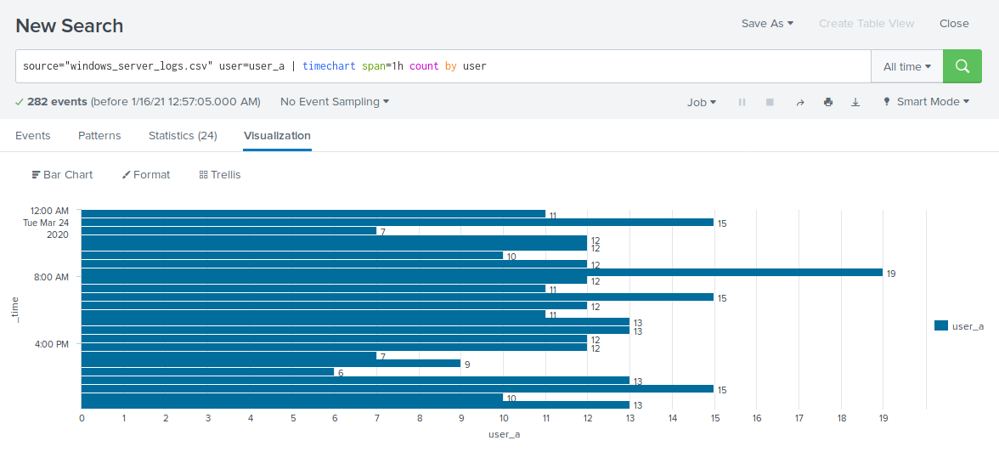 New Search
Save As
Create Table View
Close
source="windows_server_logs.csv" user=user_a | timechart span=1h count by user
All time
282 events (before 1/16/21 12:57:05.000 AM)
No Event Sampling
Job
Smart Mode
Events
Patterns
Statistics (24)
Visualization
Bar Chart
Format
Trellis
12:00 AM
Tue Mar 24
2020
8:00 AM
4:00 PM
_time
11
15
7
12
12
10
12
19
12
11
15
12
11
13
13
12
12
7
9
6
13
15
10
13
user_a
0 1 2 3 4 5 6 7 8 9 10 11 12 13 14 15 16 17 18 19
user_a